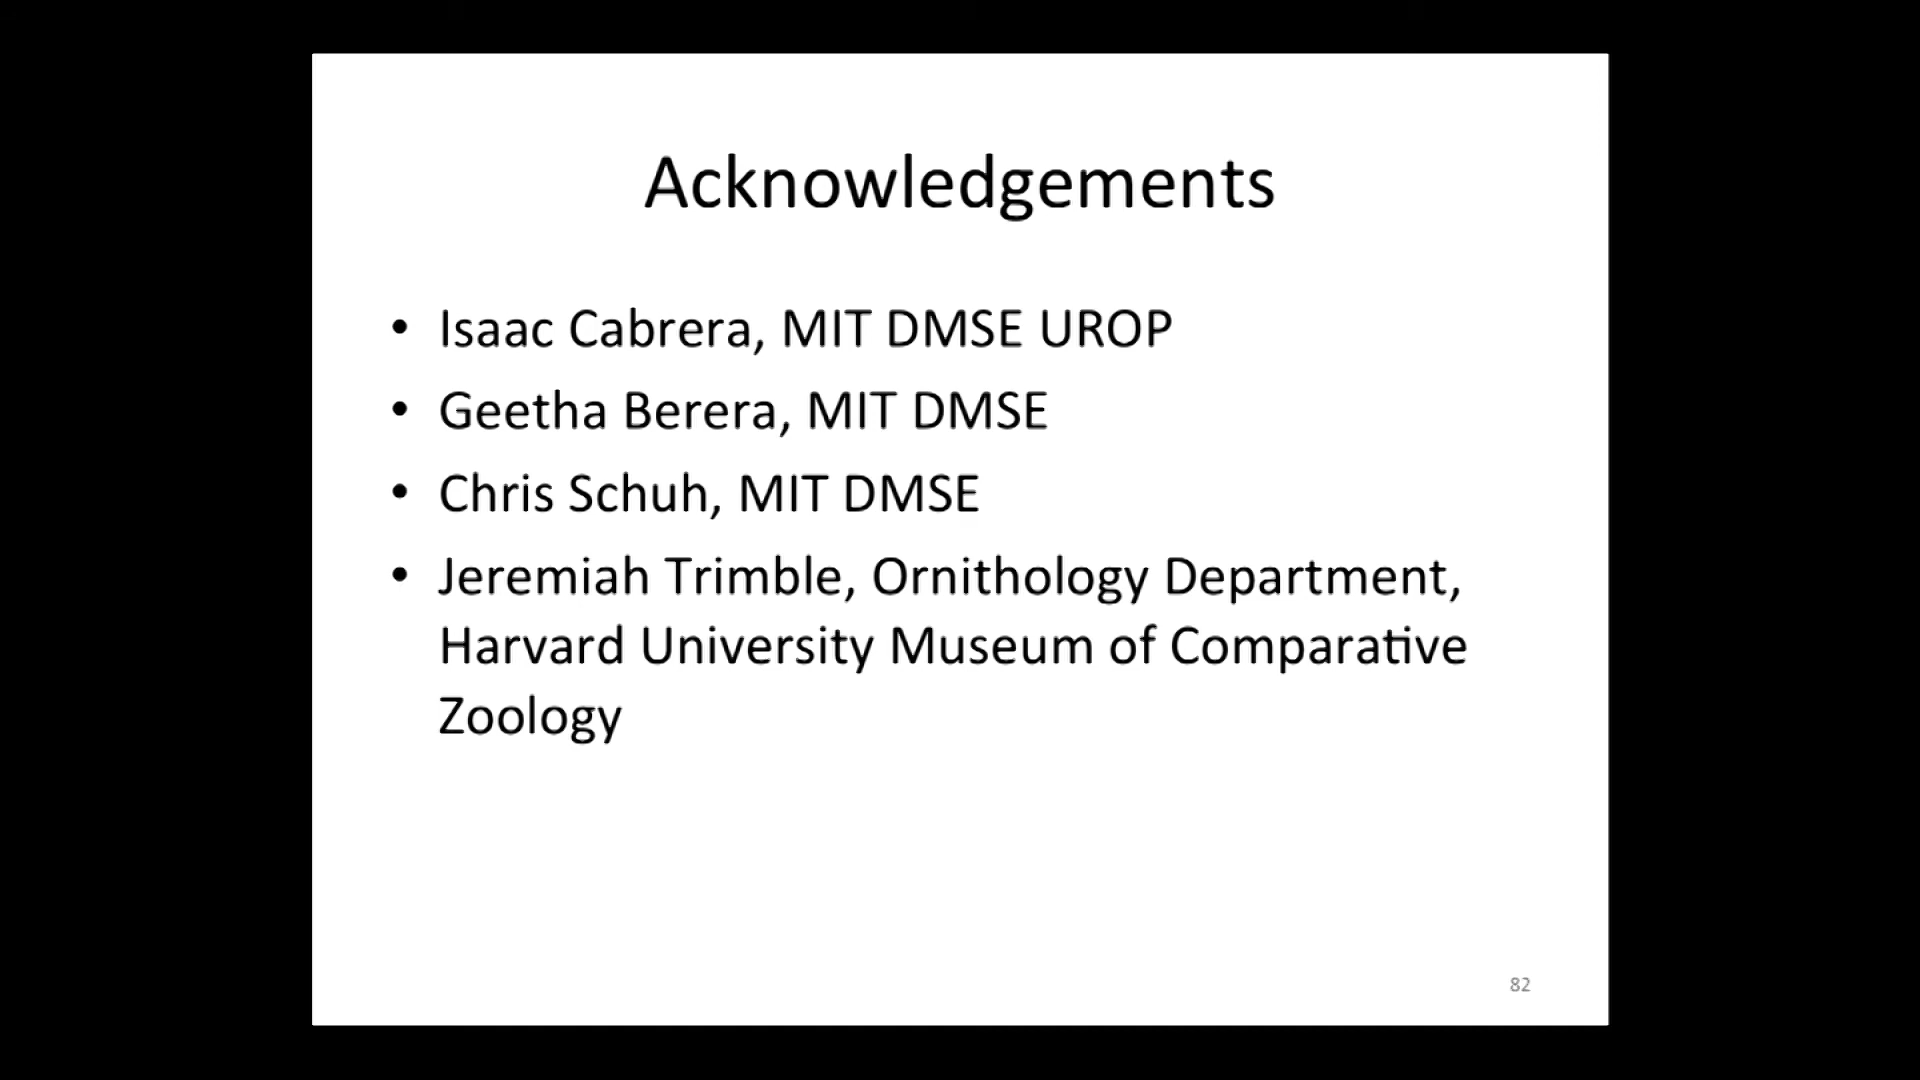 Acknowledgements
• Isaac Cabrera, MIT DMSE UROP
• Geetha Berera, MIT DMSE
• Chris Schuh, MIT DMSE
• Jeremiah Trimble, Ornithology Department,
Harvard University Museum of Comparative
Zoology
82